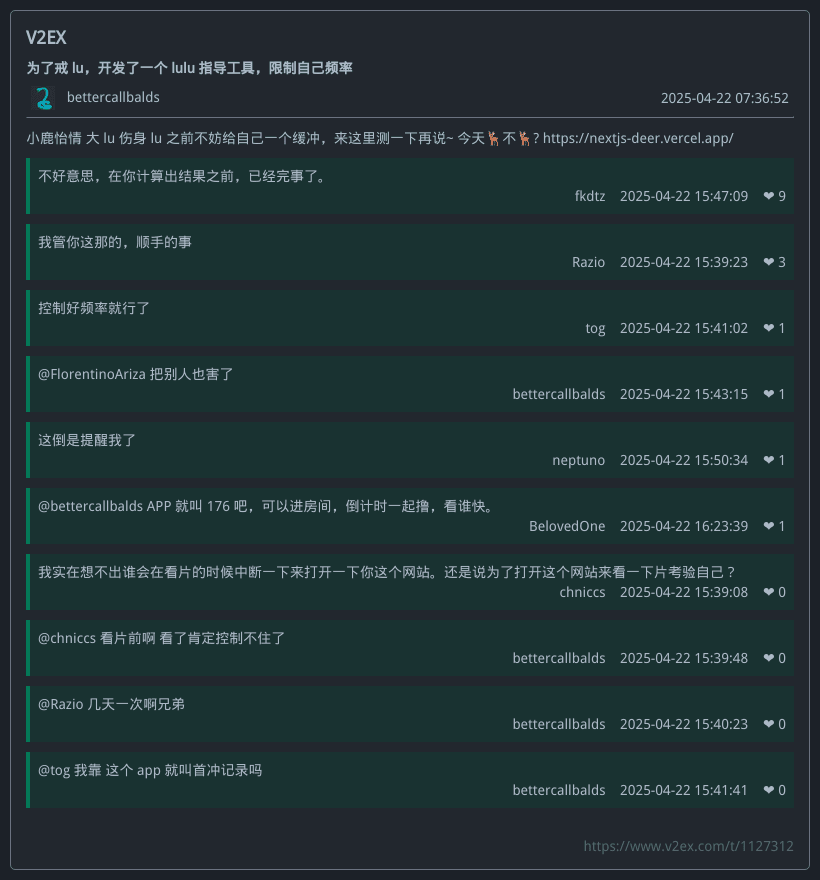 V2EX
为了戒 lu，开发了一个 lulu 指导工具，限制自己频率
bettercallbalds 2025-04-22 07:36:52
小鹿怡情 大 lu 伤身 lu 之前不妨给自己一个缓冲，来这里测一下再说~ 今天🦌不🦌? https://nextjs-deer.vercel.app/
不好意思，在你计算出结果之前，已经完事了。
fkdtz 2025-04-22 15:47:09 ❤ 9
我管你这那的，顺手的事
Razio 2025-04-22 15:39:23 ❤ 3
控制好频率就行了
tog 2025-04-22 15:41:02 ❤ 1
@FlorentinoAriza 把别人也害了
bettercallbalds 2025-04-22 15:43:15 ❤ 1
这倒是提醒我了
neptuno 2025-04-22 15:50:34 ❤ 1
@bettercallbalds APP 就叫 176 吧，可以进房间，倒计时一起撸，看谁快。
BelovedOne 2025-04-22 16:23:39 ❤ 1
我实在想不出谁会在看片的时候中断一下来打开一下你这个网站。还是说为了打开这个网站来看一下片考验自己？
chniccs 2025-04-22 15:39:08 ❤ 0
@chniccs 看片前啊 看了肯定控制不住了
bettercallbalds 2025-04-22 15:39:48 ❤ 0
@Razio 几天一次啊兄弟
bettercallbalds 2025-04-22 15:40:23 ❤ 0
@tog 我靠 这个 app 就叫首冲记录吗
bettercallbalds 2025-04-22 15:41:41 ❤ 0
https://www.v2ex.com/t/1127312